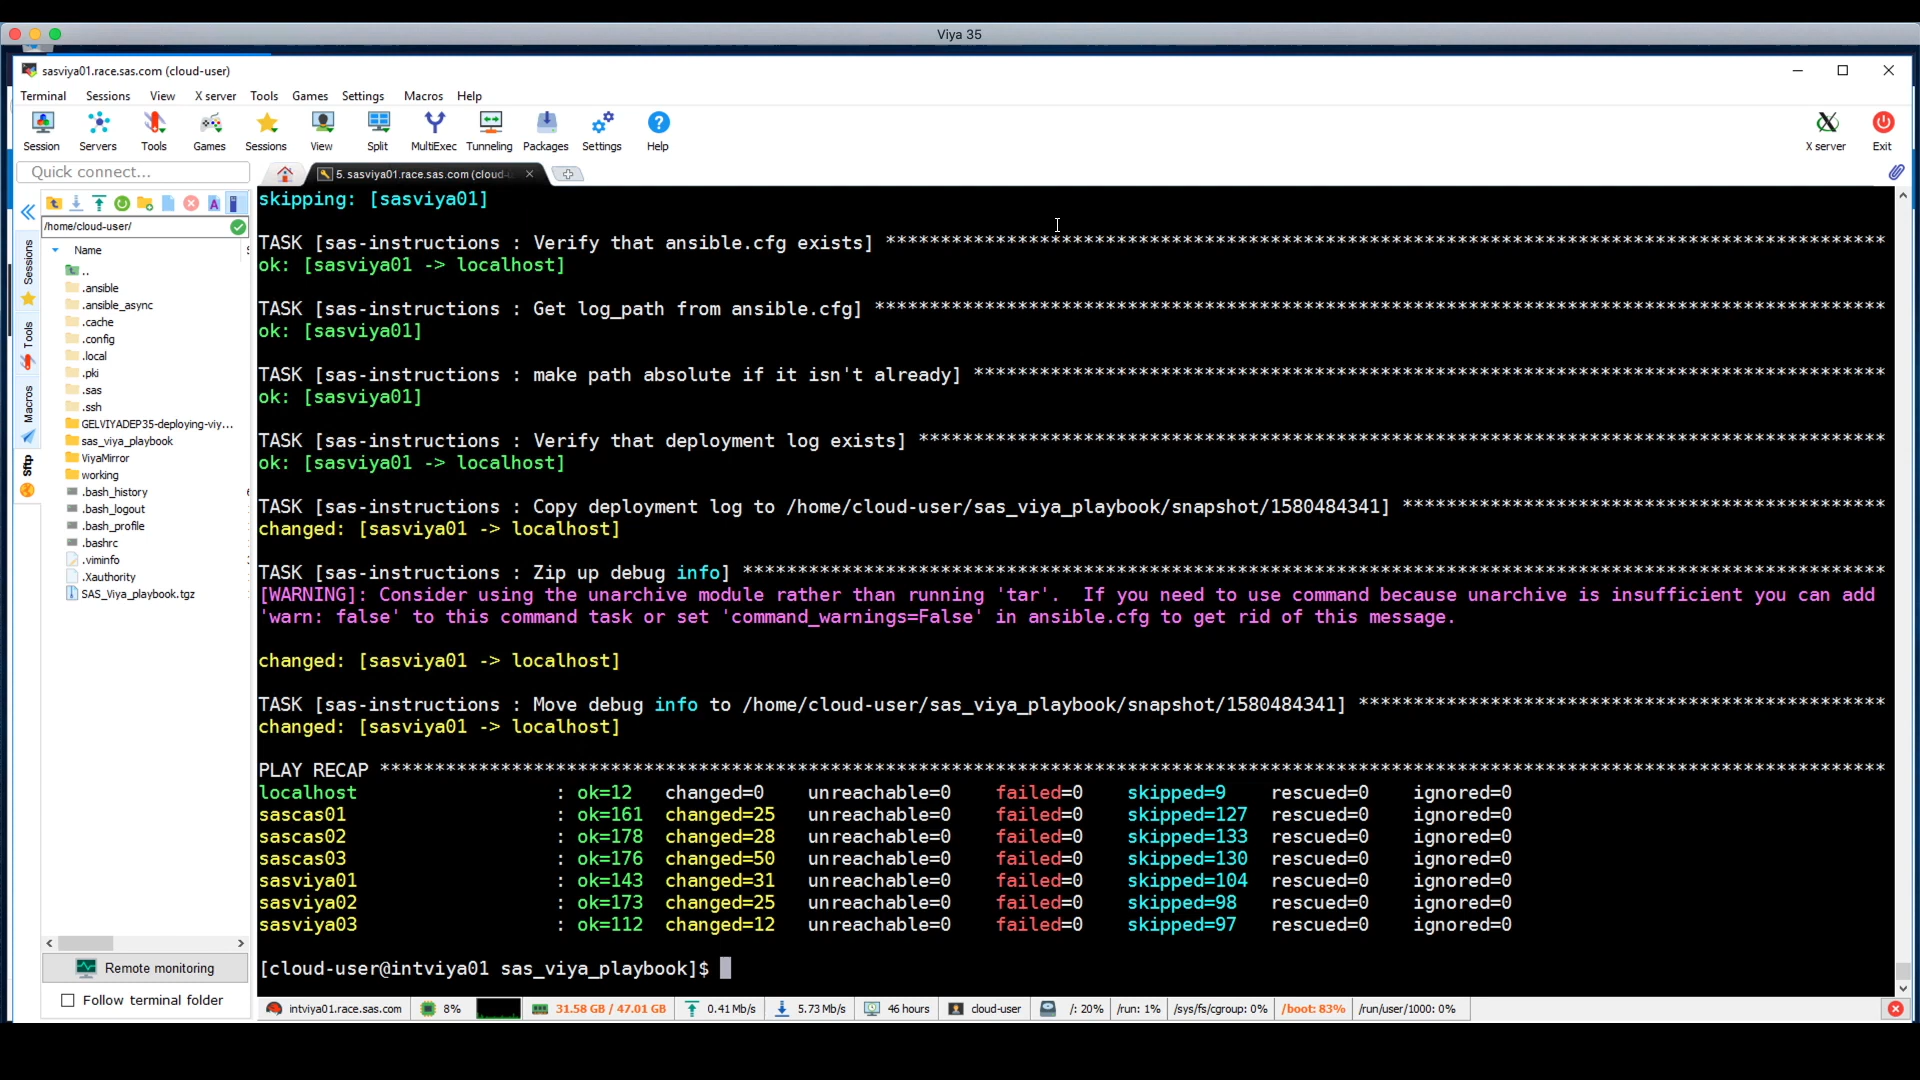 Viya 35
sasviya01.race.sas.com (cloud-user)
Terminal Sessions View X server Tools Games Settings Macros Help
Session Servers Tools Games Sessions View Split MultiExec Tunneling Packages Settings Help X server Exit
Quick connect...
5. sasviya01.race.sas.com (cloud-
/home/cloud-user/
Name
..
.ansible
.ansible_async
.cache
.config
.local
.pki
.sas
.ssh
GELVIYADEP35-deploying-viy...
sas_viya_playbook
ViyaMirror
working
.bash_history
.bash_logout
.bash_profile
.bashrc
.viminfo
.Xauthority
SAS_Viya_playbook.tgz
Sessions
Tools
Macros
Sftp
Remote monitoring
Follow terminal folder
skipping: [sasviya01]
TASK [sas-instructions : Verify that ansible.cfg exists] *******************************************************************************************
ok: [sasviya01 -> localhost]
TASK [sas-instructions : Get log_path from ansible.cfg] ********************************************************************************************
ok: [sasviya01]
TASK [sas-instructions : make path absolute if it isn't already] ***********************************************************************************
ok: [sasviya01]
TASK [sas-instructions : Verify that deployment log exists] ****************************************************************************************
ok: [sasviya01 -> localhost]
TASK [sas-instructions : Copy deployment log to /home/cloud-user/sas_viya_playbook/snapshot/1580484341] ********************************************
changed: [sasviya01 -> localhost]
TASK [sas-instructions : Zip up debug info] ********************************************************************************************************
[WARNING]: Consider using the unarchive module rather than running 'tar'.  If you need to use command because unarchive is insufficient you can add
'warn: false' to this command task or set 'command_warnings=False' in ansible.cfg to get rid of this message.
changed: [sasviya01 -> localhost]
TASK [sas-instructions : Move debug info to /home/cloud-user/sas_viya_playbook/snapshot/1580484341] ************************************************
changed: [sasviya01 -> localhost]
PLAY RECAP *****************************************************************************************************************************************
localhost : ok=12 changed=0 unreachable=0 failed=0 skipped=9 rescued=0 ignored=0
sascas01 : ok=161 changed=25 unreachable=0 failed=0 skipped=127 rescued=0 ignored=0
sascas02 : ok=178 changed=28 unreachable=0 failed=0 skipped=133 rescued=0 ignored=0
sascas03 : ok=176 changed=50 unreachable=0 failed=0 skipped=130 rescued=0 ignored=0
sasviya01 : ok=143 changed=31 unreachable=0 failed=0 skipped=104 rescued=0 ignored=0
sasviya02 : ok=173 changed=25 unreachable=0 failed=0 skipped=98 rescued=0 ignored=0
sasviya03 : ok=112 changed=12 unreachable=0 failed=0 skipped=97 rescued=0 ignored=0
[cloud-user@intviya01 sas_viya_playbook]$
intviya01.race.sas.com 8% 31.58 GB / 47.01 GB 0.41 Mb/s 5.73 Mb/s 46 hours cloud-user /: 20% /run: 1% /sys/fs/cgroup: 0% /boot: 83% /run/user/1000: 0%